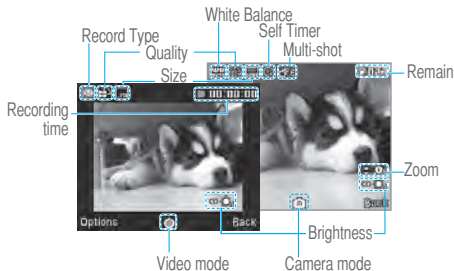 White Balance
Record Type
Self Timer
Quality
Multi-shot
Size
Remain
Recording
time
00:00:00
Zoom
Options
Back
Brightness
Video mode
Camera mode